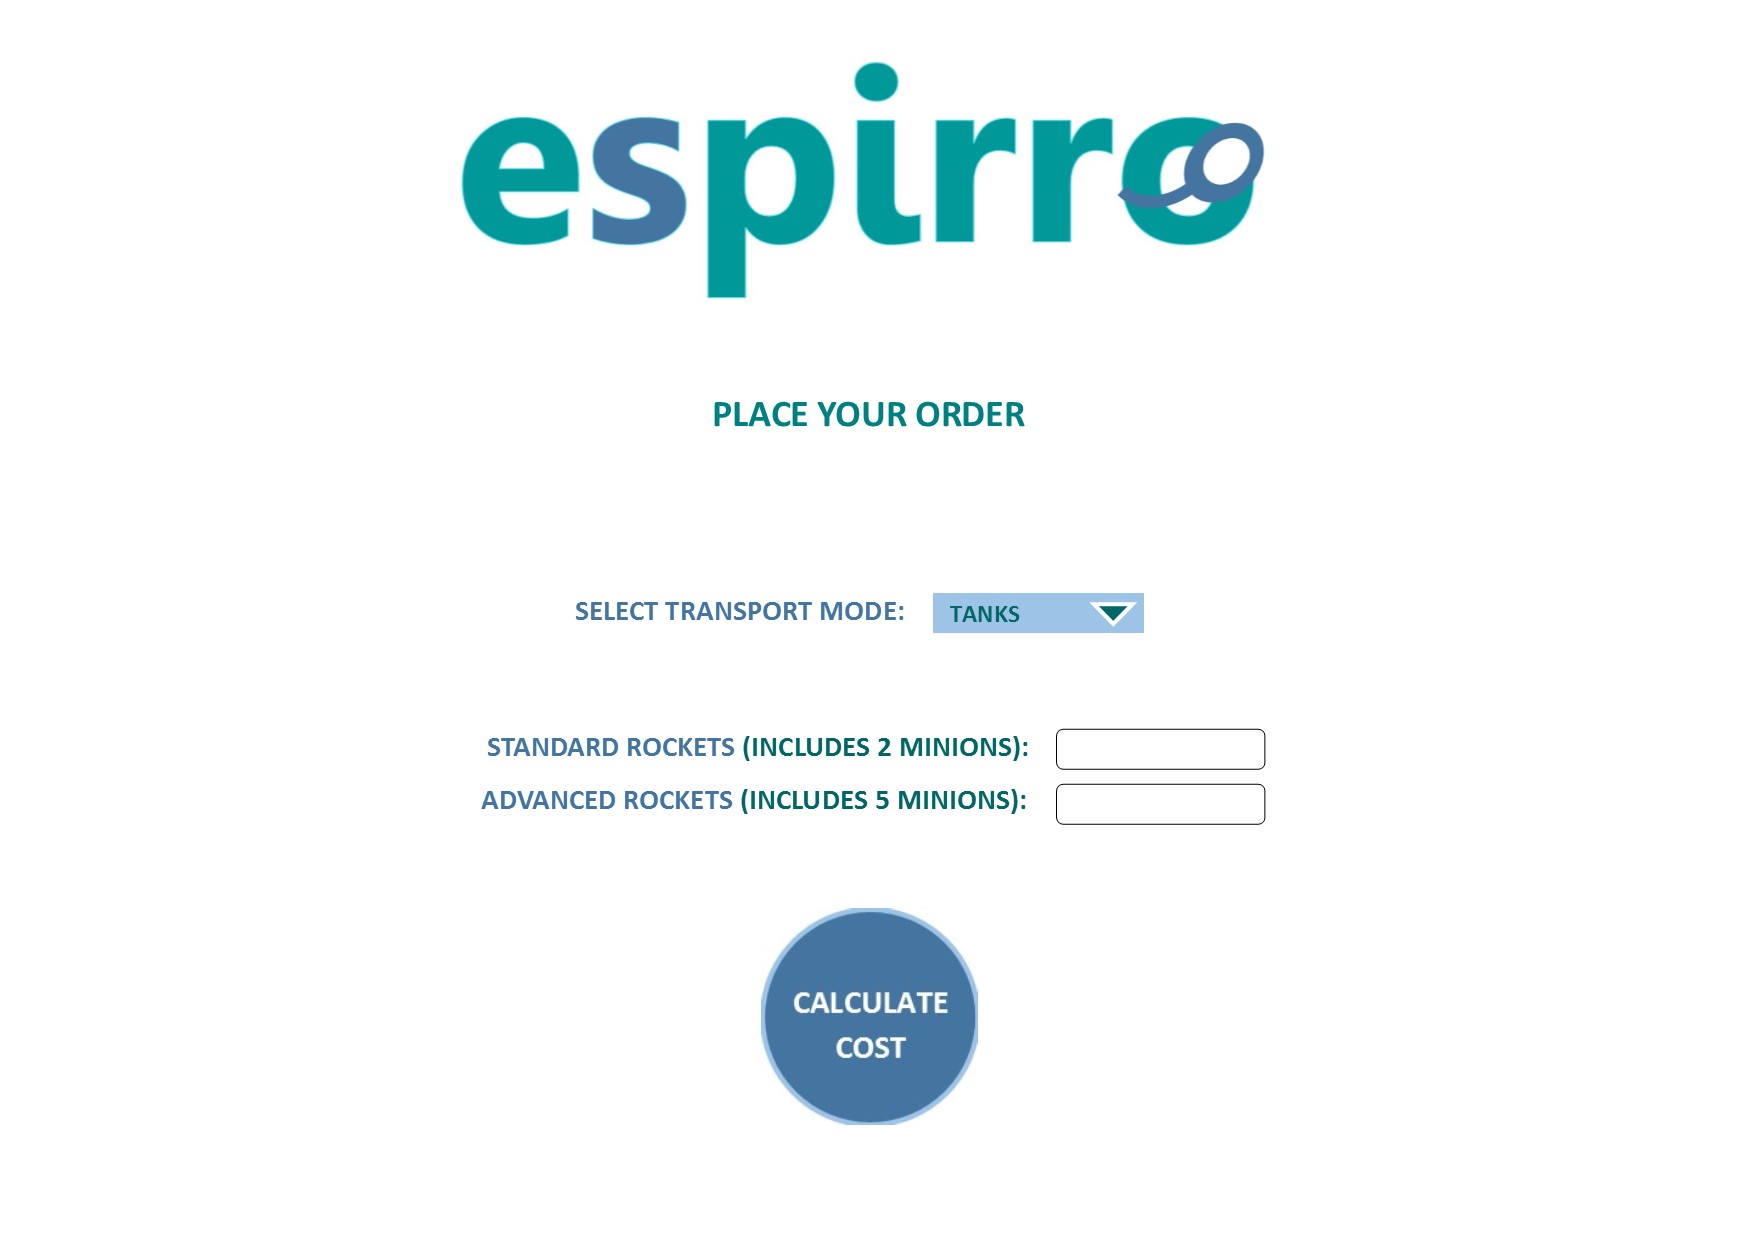 espirro
PLACE YOUR ORDER
SELECT TRANSPORT MODE: TANKS
STANDARD ROCKETS (INCLUDES 2 MINIONS):
ADVANCED ROCKETS (INCLUDES 5 MINIONS):
CALCULATE
COST